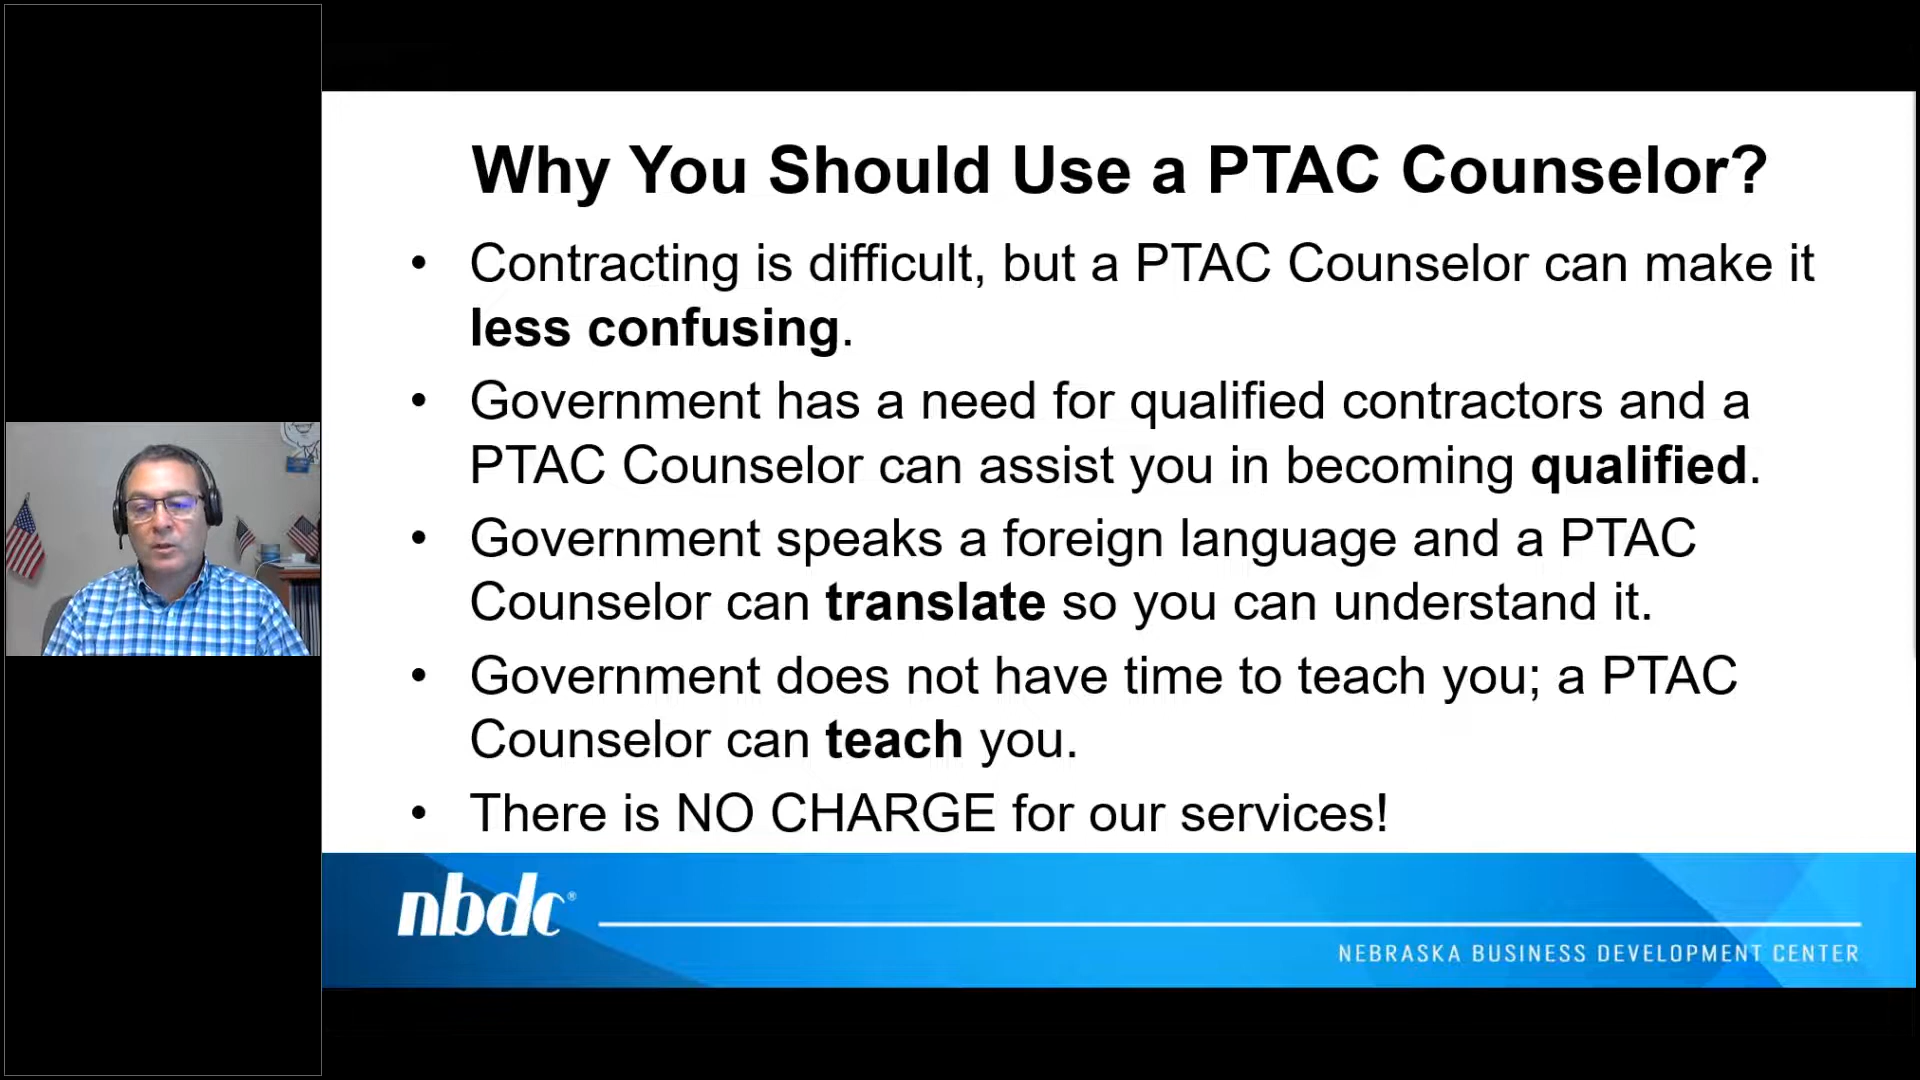 Why You Should Use a PTAC Counselor?
• Contracting is difficult, but a PTAC Counselor can make it
less confusing.
• Government has a need for qualified contractors and a
PTAC Counselor can assist you in becoming qualified.
• Government speaks a foreign language and a PTAC
Counselor can translate so you can understand it.
• Government does not have time to teach you; a PTAC
Counselor can teach you.
• There is NO CHARGE for our services!
nbdc®
NEBRASKA BUSINESS DEVELOPMENT CENTER